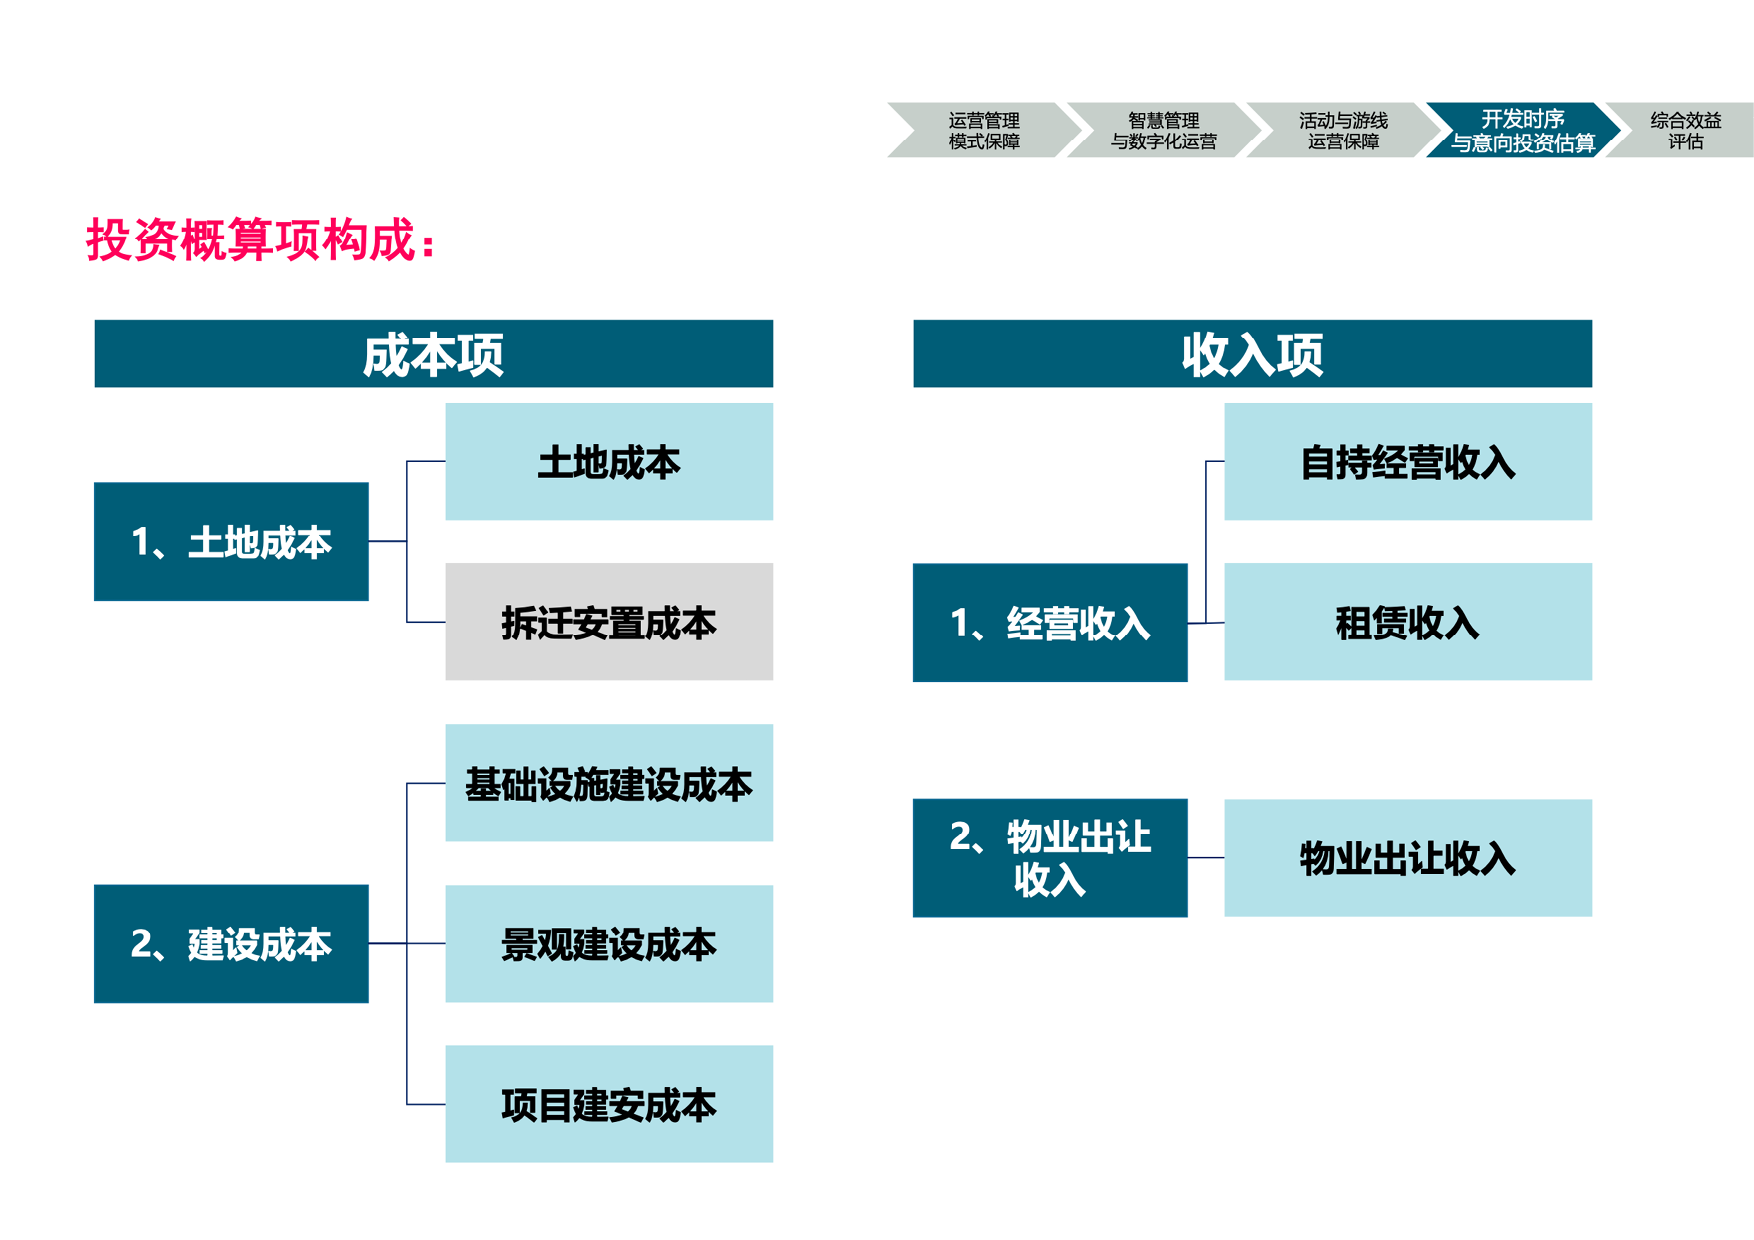 运营管理
模式保障
智慧管理
与数字化运营
活动与游线
运营保障
开发时序
与意向投资估算
综合效益
评估
投资概算项构成：
成本项
收入项
土地成本
1、土地成本
拆迁安置成本
基础设施建设成本
2、建设成本
景观建设成本
项目建安成本
自持经营收入
1、经营收入
租赁收入
2、物业出让
收入
物业出让收入